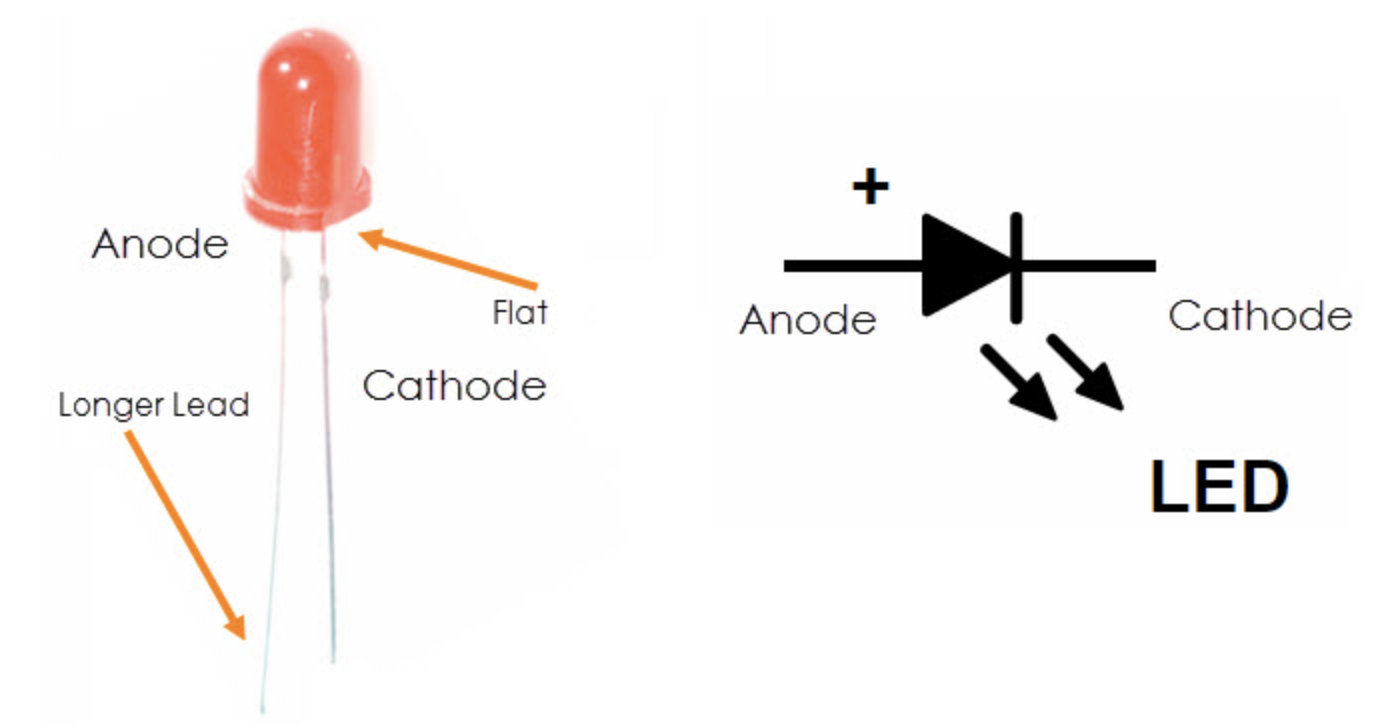 Anode
Flat
Cathode
Longer Lead
+
Anode
Cathode
LED